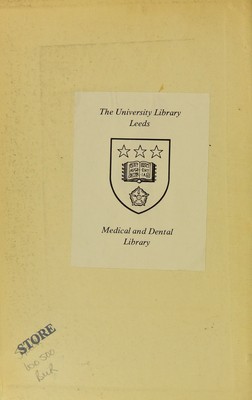 The University Library
Leeds
Medical and Dental
Library
STORE